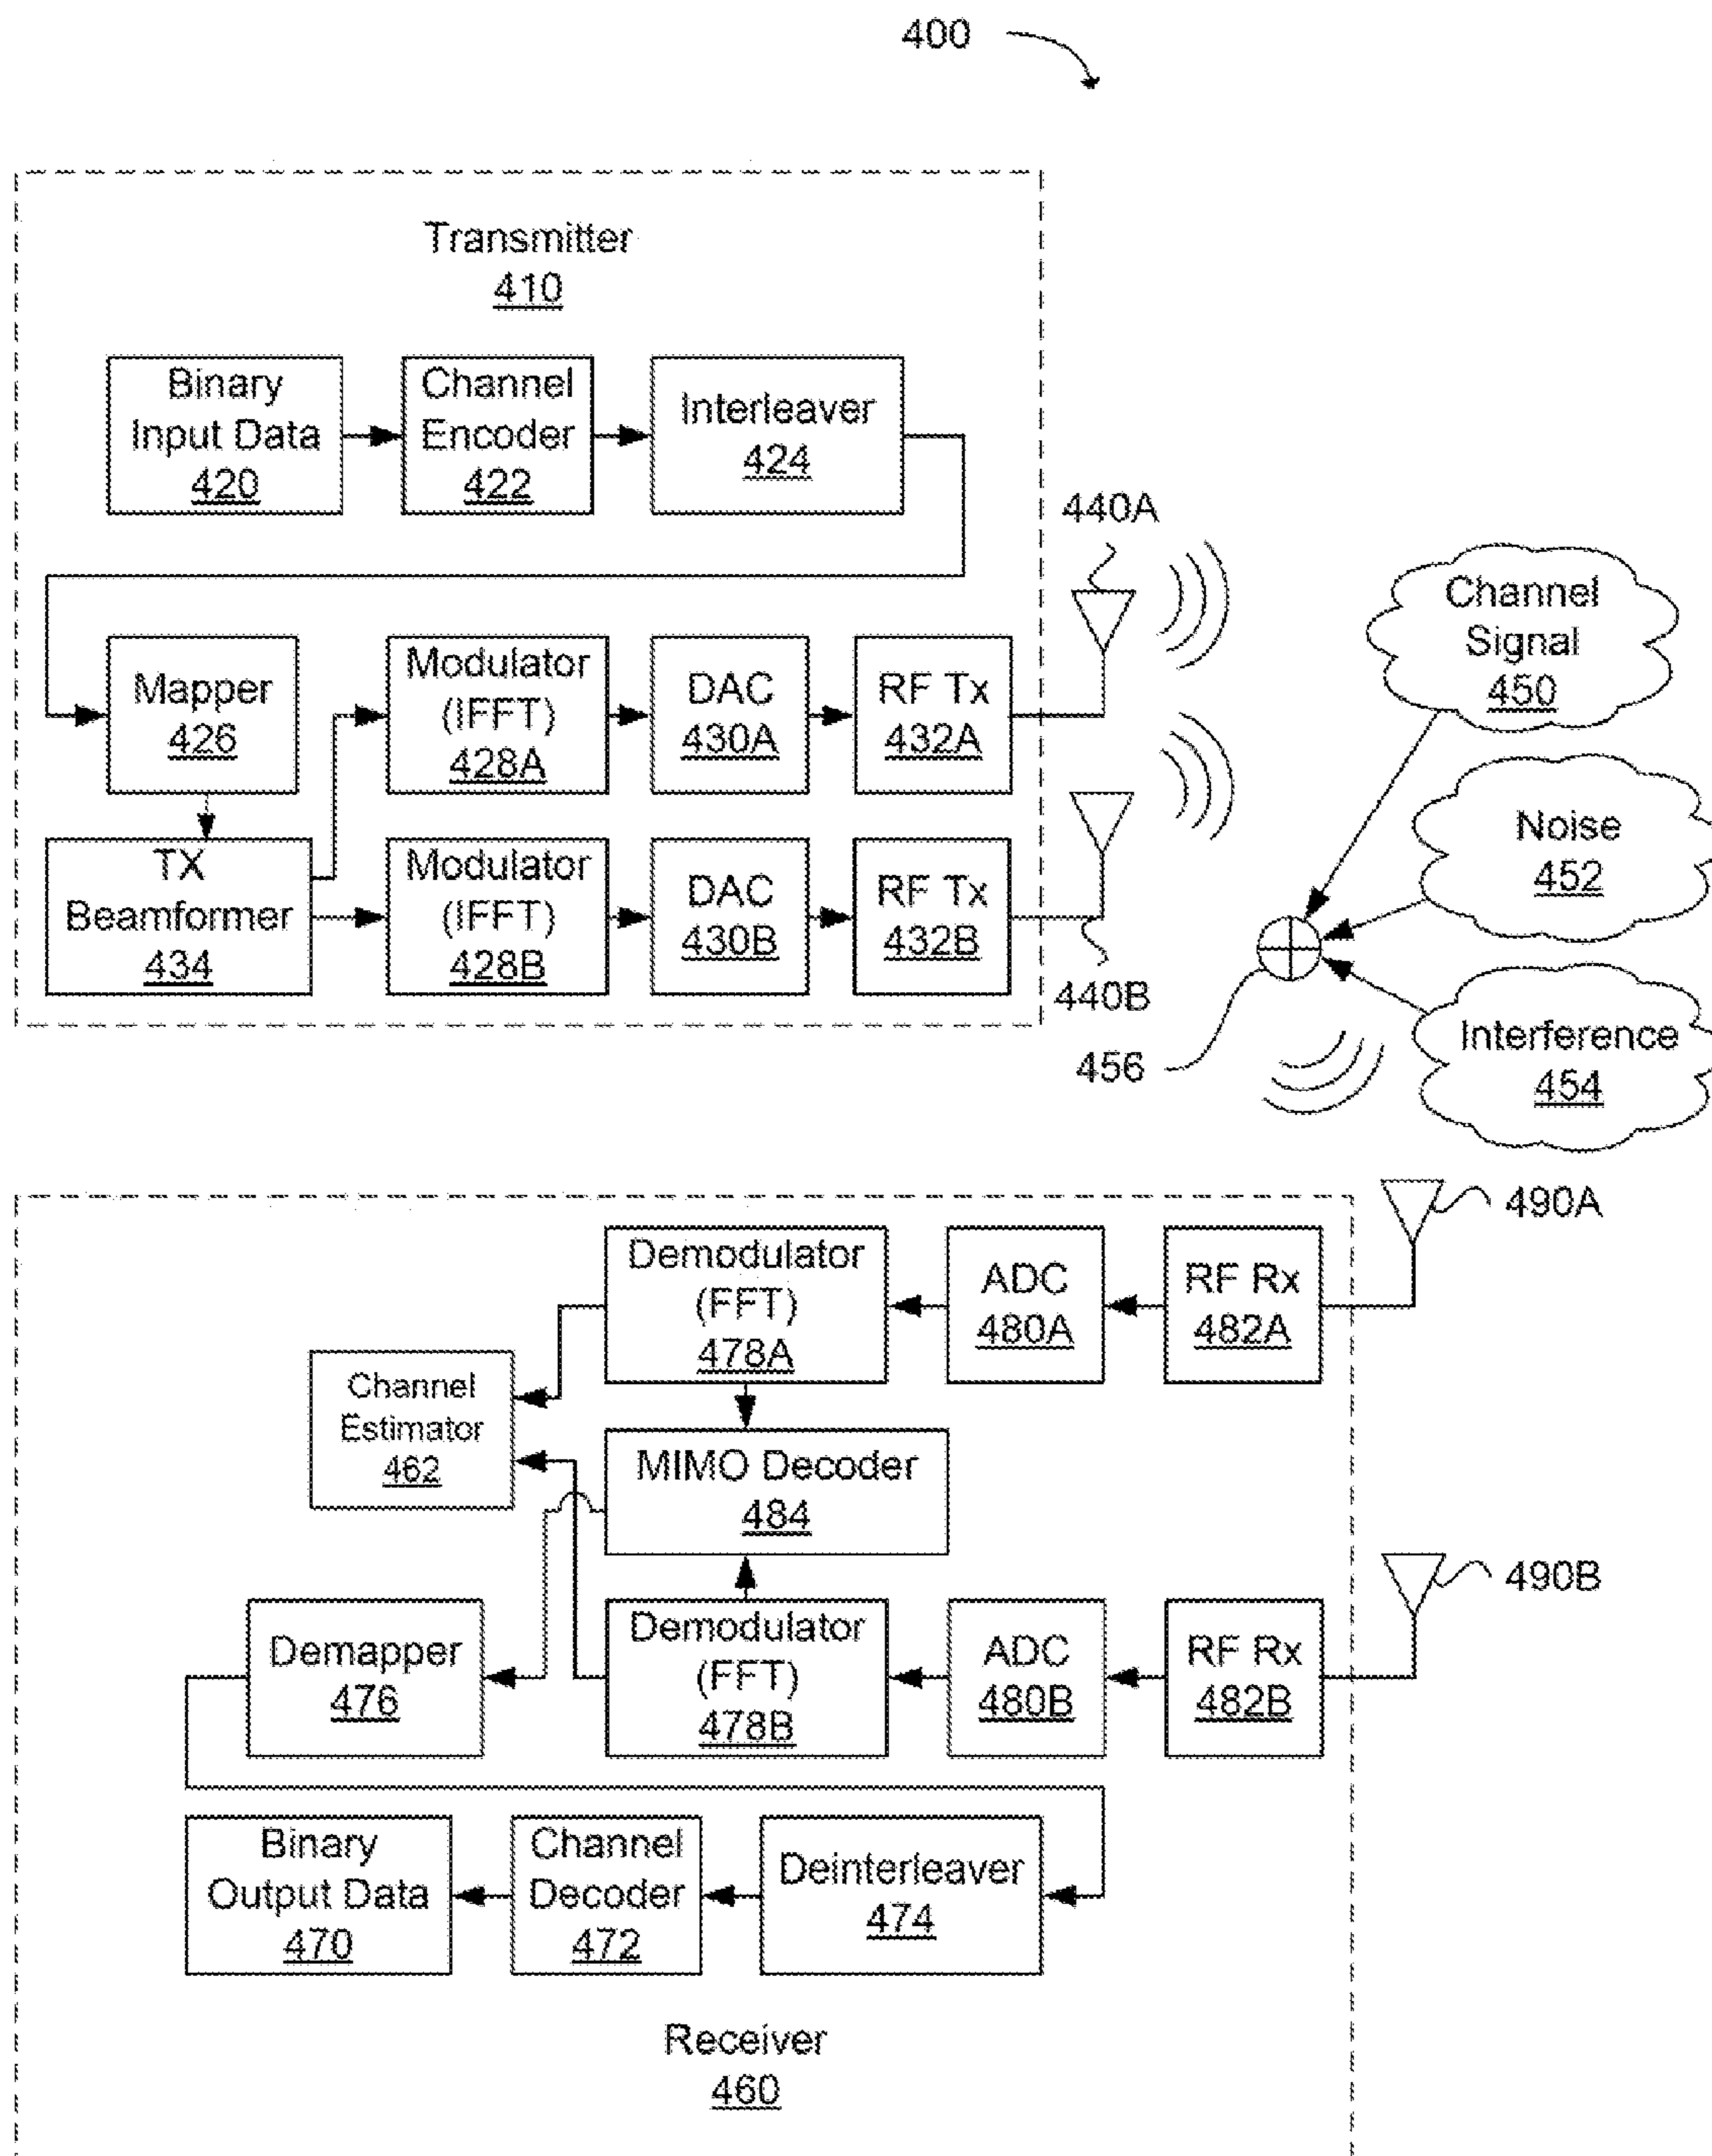 400
Transmitter
410
Binary
Input Data
420
Channel
Encoder
422
Interleaver
424
440A
Mapper
426
Modulator
(IFFT)
428A
DAC
430A
RF Tx
432A
TX
Beamformer
434
Modulator
(IFFT)
428B
DAC
430B
RF Tx
432B
440B
Channel
Signal
450
Noise
452
Interference
454
456
490A
Demodulator
(FFT)
478A
ADC
480A
RF Rx
482A
Channel
Estimator
462
MIMO Decoder
484
490B
Demapper
476
Demodulator
(FFT)
478B
ADC
480B
RF Rx
482B
Binary
Output Data
470
Channel
Decoder
472
Deinterleaver
474
Receiver
460